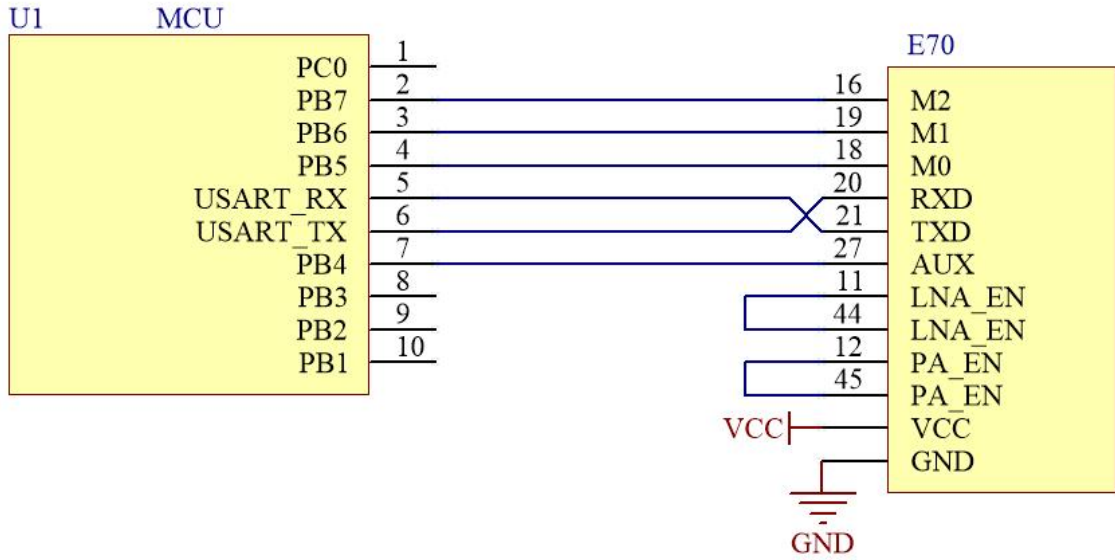 U1 MCU
PC0 1
PB7 2
PB6 3
PB5 4
USART_RX 5
USART_TX 6
PB4 7
PB3 8
PB2 9
PB1 10
E70
16 M2
19 M1
18 M0
20 RXD
21 TXD
27 AUX
11 LNA_EN
44 LNA_EN
12 PA_EN
45 PA_EN
VCC VCC
GND
GND